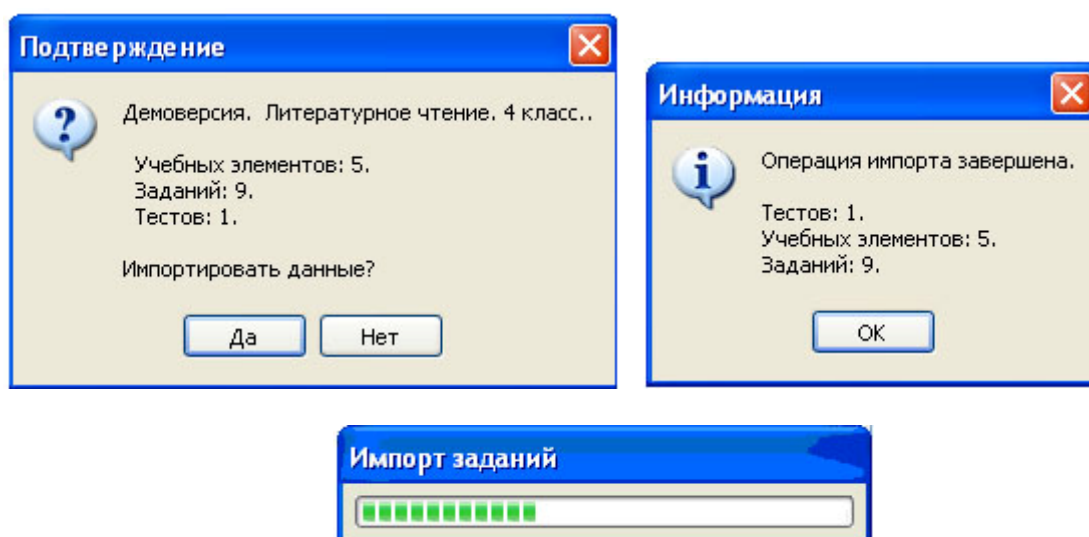 Подтверждение
Демоверсия. Литературное чтение. 4 класс..
Учебных элементов: 5.
Заданий: 9.
Тестов: 1.
Импортировать данные?
Да
Нет
Информация
Операция импорта завершена.
Тестов: 1.
Учебных элементов: 5.
Заданий: 9.
OK
Импорт заданий